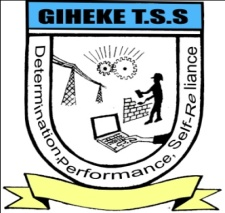 GIHEKE T.S.S
Determination, Performance, Self-Reliance